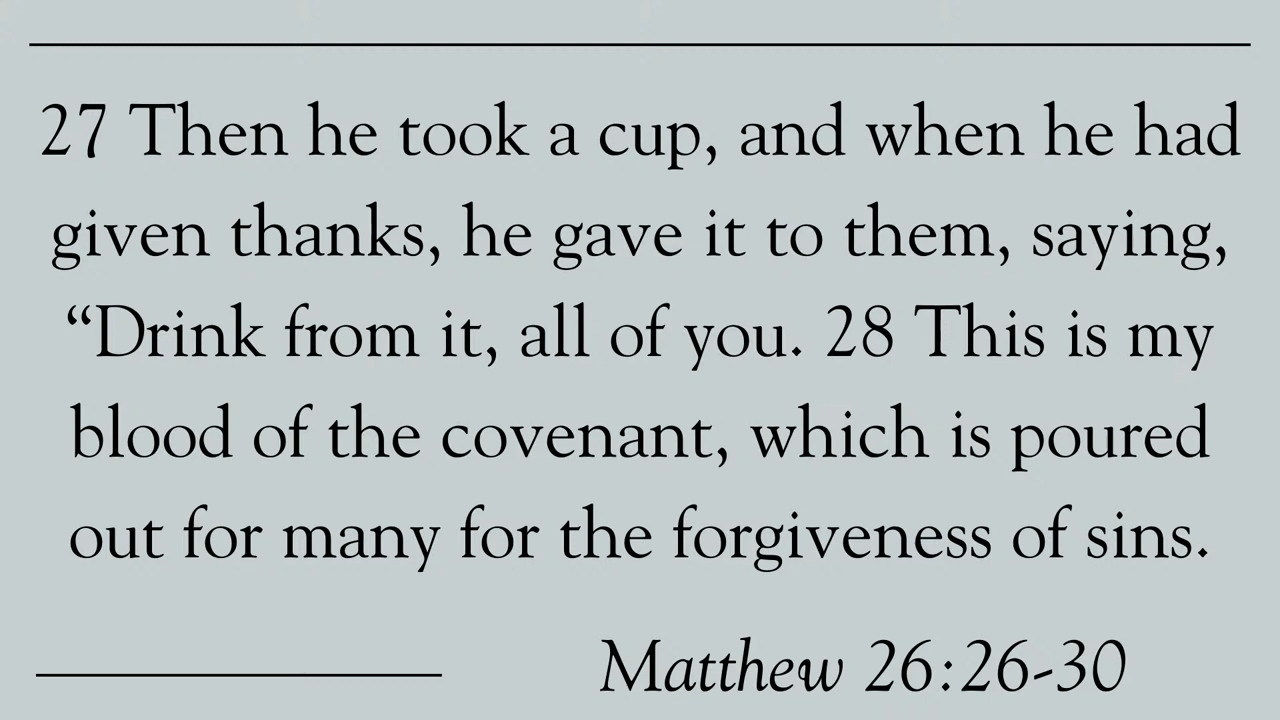 27 Then he took a cup, and when he had
given thanks, he gave it to them, saying,
“Drink from it, all of you. 28 This is my
blood of the covenant, which is poured
out for many for the forgiveness of sins.
Matthew 26:26-30